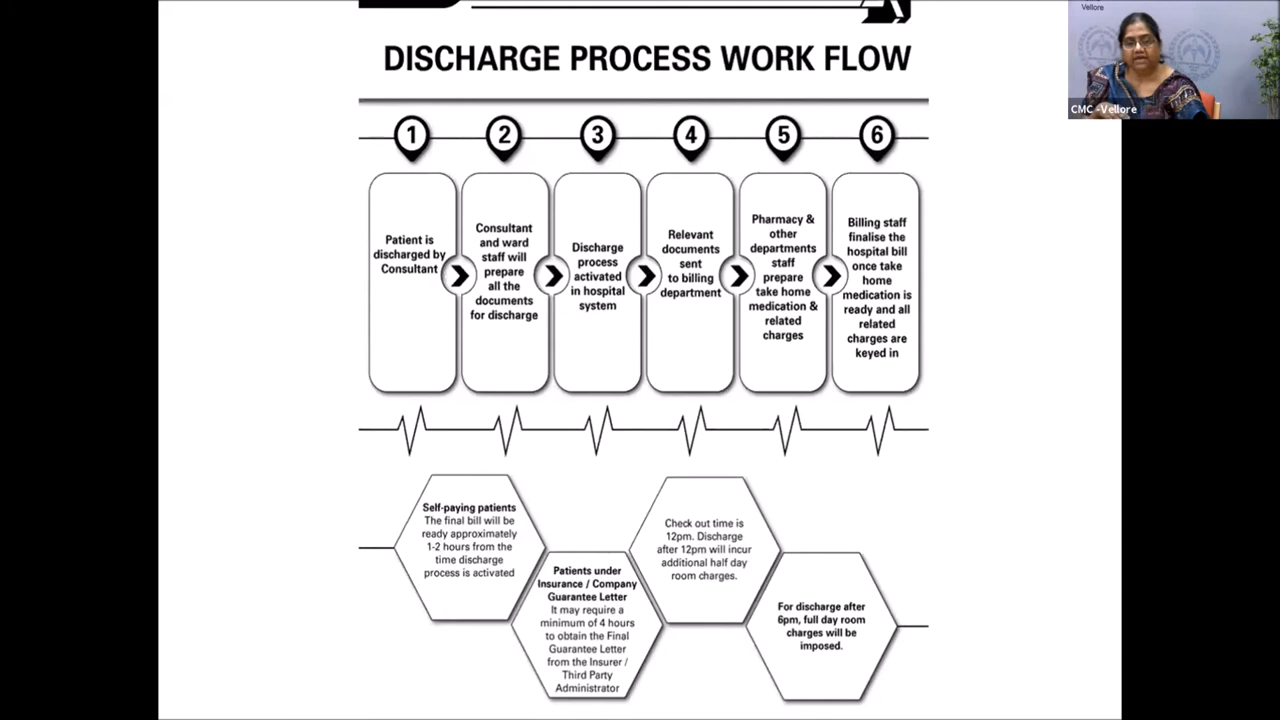 Vellore
CMC -Vellore
DISCHARGE PROCESS WORK FLOW
1
2
3
4
5
6
Patient is
discharged by
Consultant
Consultant
and ward
staff will
prepare
all the
documents
for discharge
Discharge
process
activated
in hospital
system
Relevant
documents
sent
to billing
department
Pharmacy &
other
departments
staff
prepare
take home
medication &
related
charges
Billing staff
finalise the
hospital bill
once take
home
medication is
ready and all
related
charges are
keyed in
Self-paying patients
The final bill will be
ready approximately
1-2 hours from the
time discharge
process is activated
Patients under
Insurance / Company
Guarantee Letter
It may require a
minimum of 4 hours
to obtain the Final
Guarantee Letter
from the Insurer /
Third Party
Administrator
Check out time is
12pm. Discharge
after 12pm will incur
additional half day
room charges.
For discharge after
6pm, full day room
charges will be
imposed.